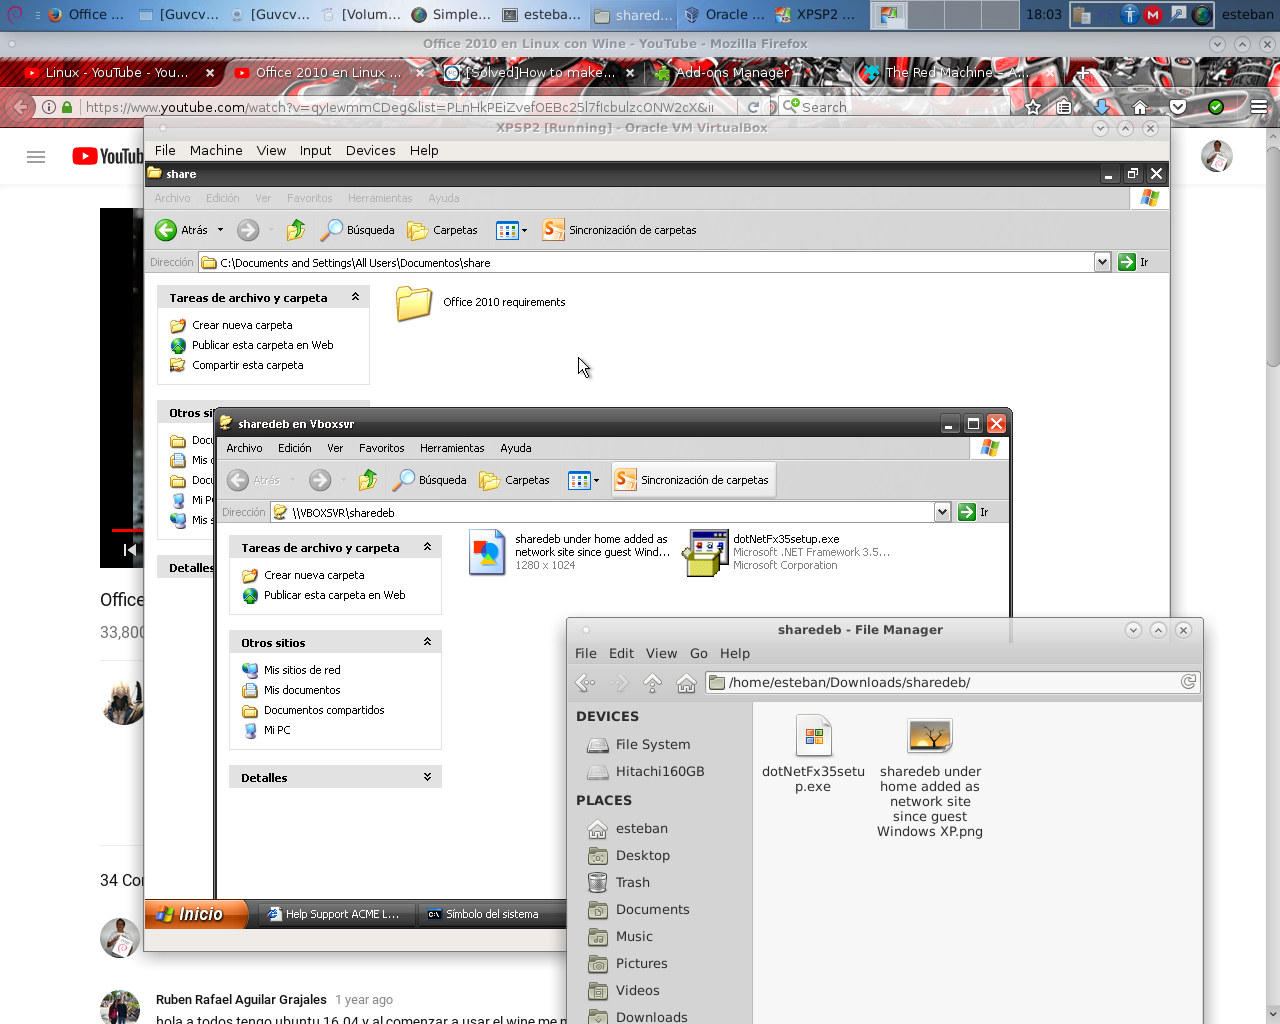 Office ...
[Guvcv...
[Guvcv...
[Volum...
Simple...
esteba...
shared...
Oracle ...
XPSP2 ...
18:03
esteban
Office 2010 en Linux con Wine - YouTube - Mozilla Firefox
Linux - YouTube - You...
Office 2010 en Linux ...
[Solved]How to make...
Add-ons Manager
The Red Machine – A...
https://www.youtube.com/watch?v=qyIewmmCDeg&list=PLnHkPEiZvefOEBc25l7flcbulzcONW2cX&ii
Search
XPSP2 [Running] - Oracle VM VirtualBox
File Machine View Input Devices Help
YouTub
share
Archivo Edición Ver Favoritos Herramientas Ayuda
Atrás Búsqueda Carpetas Sincronización de carpetas
Dirección C:\Documents and Settings\All Users\Documentos\share Ir
Tareas de archivo y carpeta
Crear nueva carpeta
Publicar esta carpeta en Web
Compartir esta carpeta
Office 2010 requirements
Otros si
Docu
Mis d
Docu
Mi P
Mis s
Detalles
sharedeb en Vboxsvr
Archivo Edición Ver Favoritos Herramientas Ayuda
Atrás Búsqueda Carpetas Sincronización de carpetas
Dirección \\VBOXSVR\sharedeb Ir
Tareas de archivo y carpeta
Crear nueva carpeta
Publicar esta carpeta en Web
Otros sitios
Mis sitios de red
Mis documentos
Documentos compartidos
Mi PC
Detalles
sharedeb under home added as
network site since guest Wind...
1280 x 1024
dotNetFx35setup.exe
Microsoft .NET Framework 3.5...
Microsoft Corporation
Inicio
Help Support ACME L...
Símbolo del sistema
sharedeb - File Manager
File Edit View Go Help
/home/esteban/Downloads/sharedeb/
DEVICES
File System
Hitachi160GB
PLACES
esteban
Desktop
Trash
Documents
Music
Pictures
Videos
Downloads
dotNetFx35setu
p.exe
sharedeb under
home added as
network site
since guest
Windows XP.png
Office
33,800
34 Co
Ruben Rafael Aguilar Grajales 1 year ago
hola a todos tengo ubuntu 16.04 y al comenzar a usar el wine me